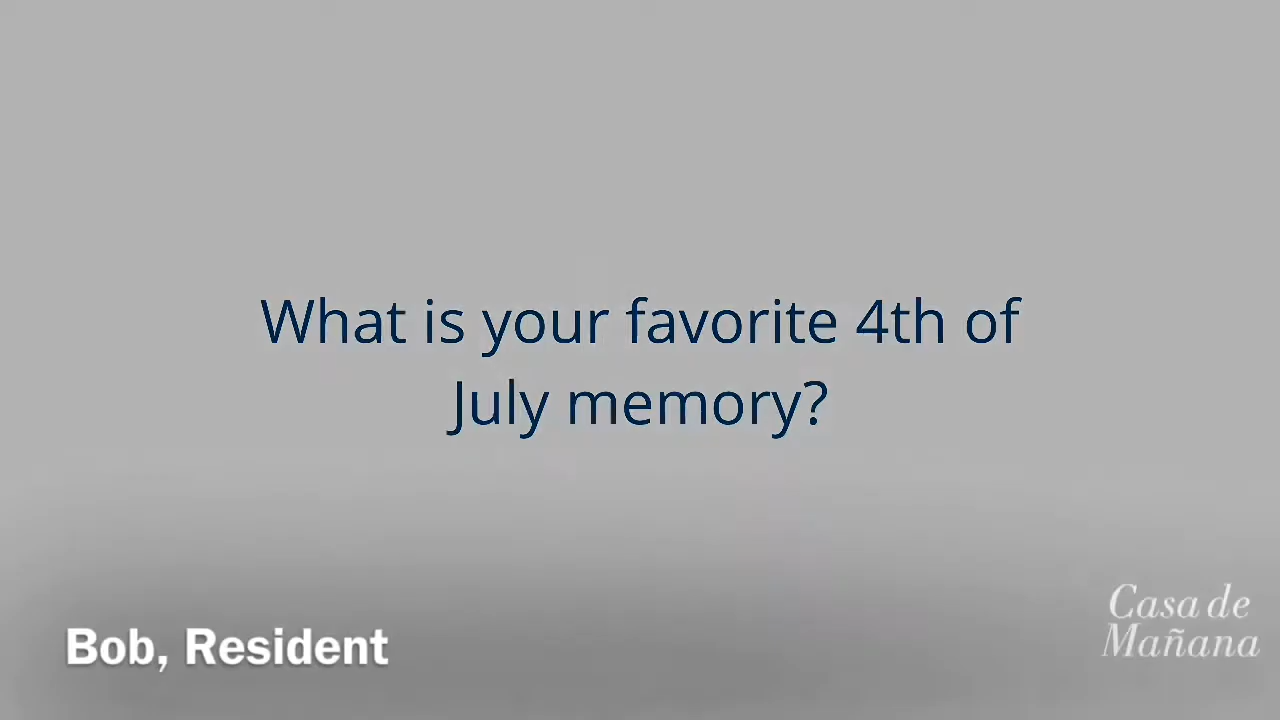 What is your favorite 4th of
July memory?
Bob, Resident
Casa de
Mañana